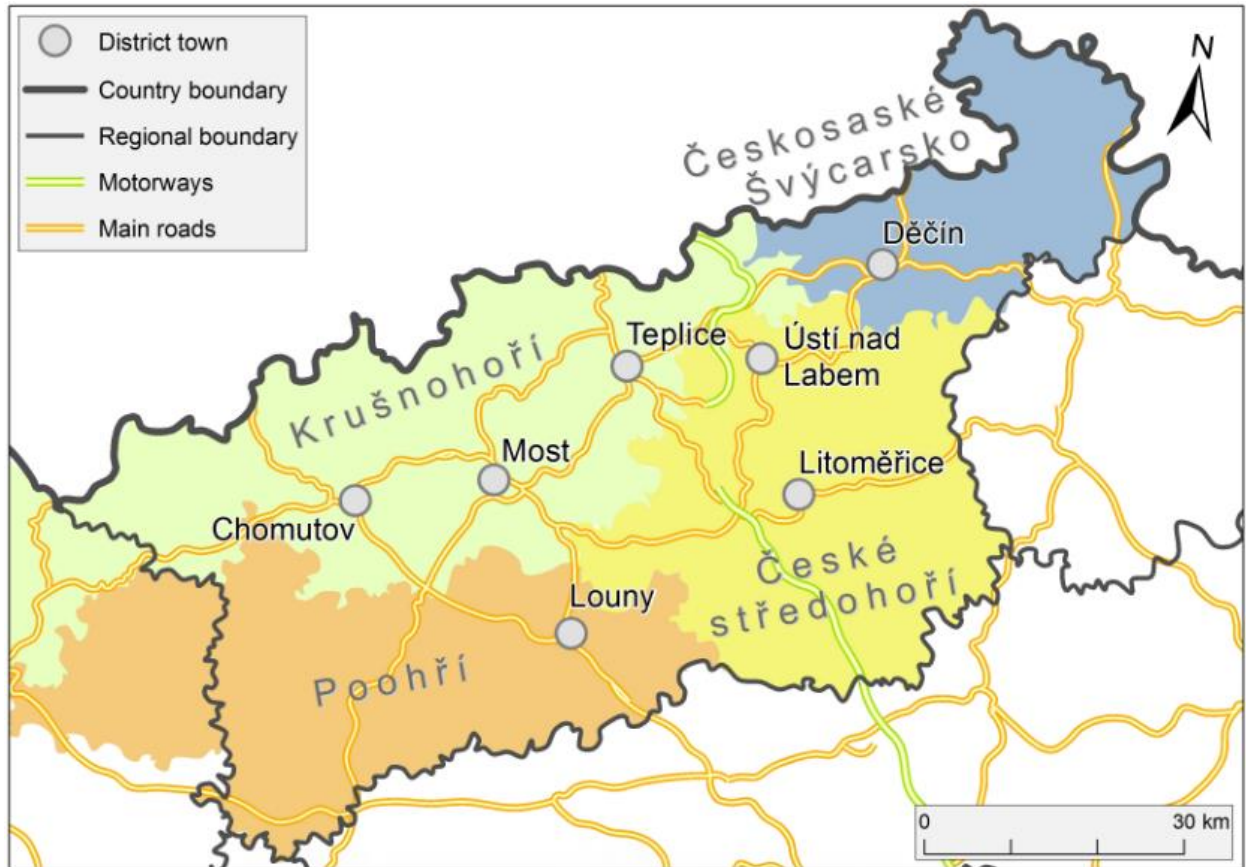 District town
Country boundary
Regional boundary
Motorways
Main roads
N
Českosaské
Švýcarsko
Děčín
Teplice
Ústí nad
Labem
Krušnohoří
Most
Litoměřice
Chomutov
České
středohoří
Louny
Poohří
0 30 km